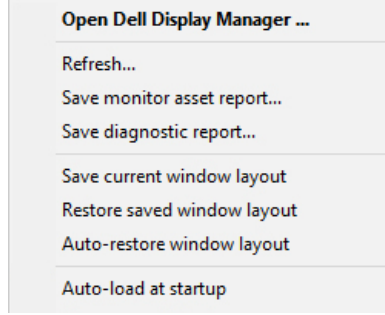 Open Dell Display Manager ...
Refresh...
Save monitor asset report...
Save diagnostic report...
Save current window layout
Restore saved window layout
Auto-restore window layout
Auto-load at startup